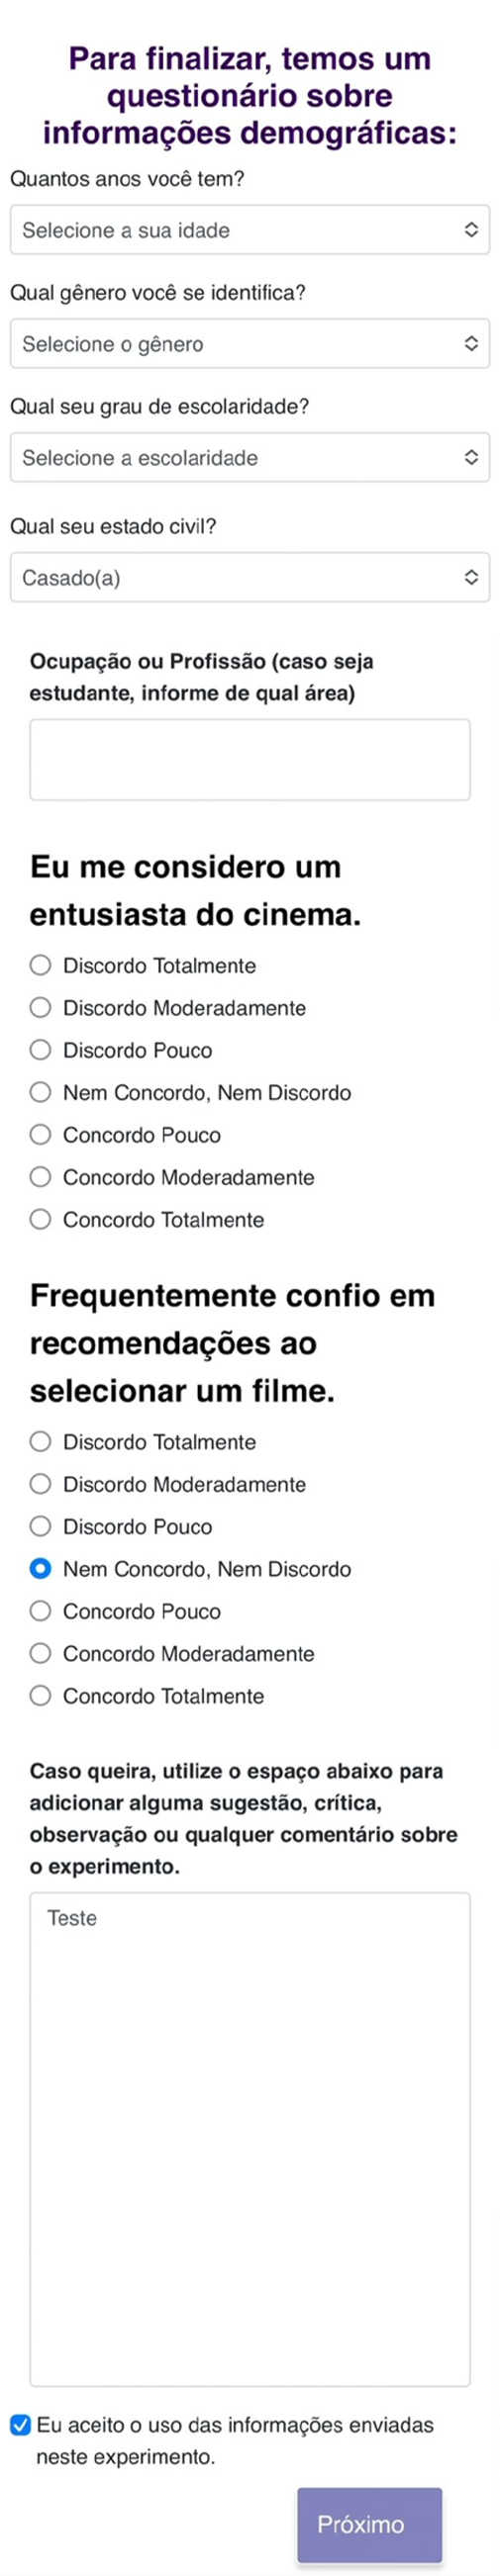 Para finalizar, temos um
questionário sobre
informações demográficas:
Quantos anos você tem?
Selecione a sua idade
Qual gênero você se identifica?
Selecione o gênero
Qual seu grau de escolaridade?
Selecione a escolaridade
Qual seu estado civil?
Casado(a)
Ocupação ou Profissão (caso seja
estudante, informe de qual área)
Eu me considero um
entusiasta do cinema.
Discordo Totalmente
Discordo Moderadamente
Discordo Pouco
Nem Concordo, Nem Discordo
Concordo Pouco
Concordo Moderadamente
Concordo Totalmente
Frequentemente confio em
recomendações ao
selecionar um filme.
Discordo Totalmente
Discordo Moderadamente
Discordo Pouco
Nem Concordo, Nem Discordo
Concordo Pouco
Concordo Moderadamente
Concordo Totalmente
Caso queira, utilize o espaço abaixo para
adicionar alguma sugestão, crítica,
observação ou qualquer comentário sobre
o experimento.
Teste
Eu aceito o uso das informações enviadas
neste experimento.
Próximo